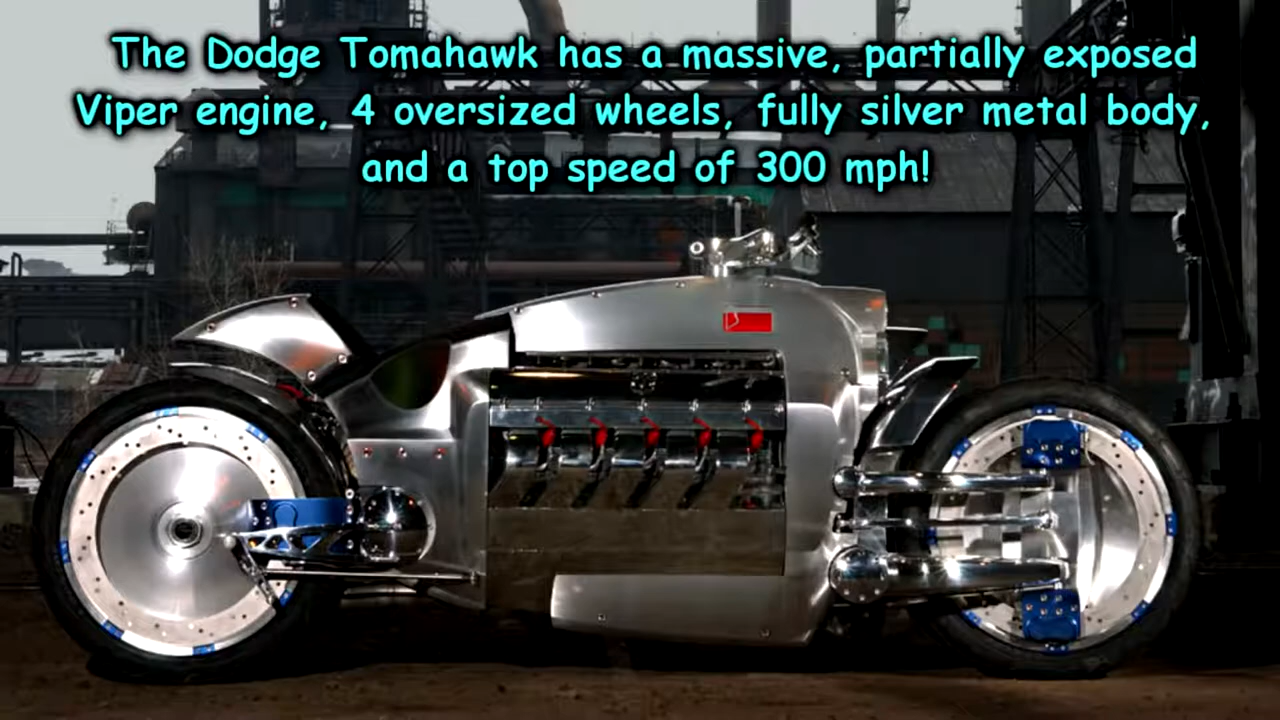 The Dodge Tomahawk has a massive, partially exposed
Viper engine, 4 oversized wheels, fully silver metal body,
and a top speed of 300 mph!